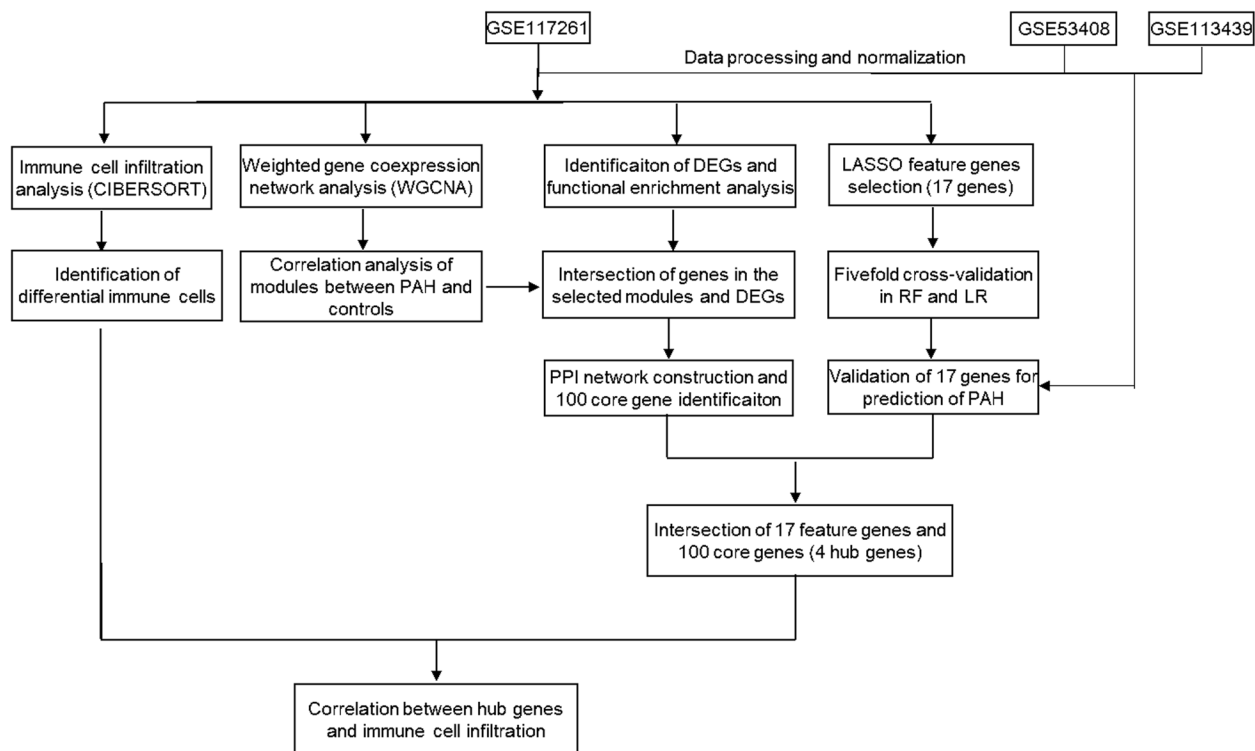 GSE117261
GSE53408
GSE113439
Data processing and normalization
Immune cell infiltration
analysis (CIBERSORT)
Weighted gene coexpression
network analysis (WGCNA)
Identificaiton of DEGs and
functional enrichment analysis
LASSO feature genes
selection (17 genes)
Identification of
differential immune cells
Correlation analysis of
modules between PAH and
controls
Intersection of genes in the
selected modules and DEGs
Fivefold cross-validation
in RF and LR
PPI network construction and
100 core gene identificaiton
Validation of 17 genes for
prediction of PAH
Intersection of 17 feature genes and
100 core genes (4 hub genes)
Correlation between hub genes
and immune cell infiltration